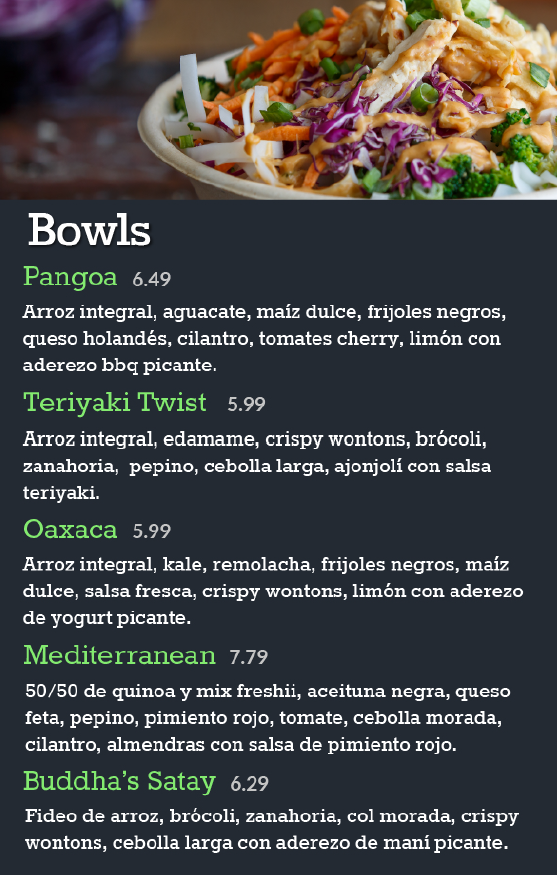 Bowls
Pangoa 6.49
Arroz integral, aguacate, maíz dulce, frijoles negros,
queso holandés, cilantro, tomates cherry, limón con
aderezo bbq picante.
Teriyaki Twist 5.99
Arroz integral, edamame, crispy wontons, brócoli,
zanahoria, pepino, cebolla larga, ajonjolí con salsa
teriyaki.
Oaxaca 5.99
Arroz integral, kale, remolacha, frijoles negros, maíz
dulce, salsa fresca, crispy wontons, limón con aderezo
de yogurt picante.
Mediterranean 7.79
50/50 de quinoa y mix freshii, aceituna negra, queso
feta, pepino, pimiento rojo, tomate, cebolla morada,
cilantro, almendras con salsa de pimiento rojo.
Buddha's Satay 6.29
Fideo de arroz, brócoli, zanahoria, col morada, crispy
wontons, cebolla larga con aderezo de maní picante.